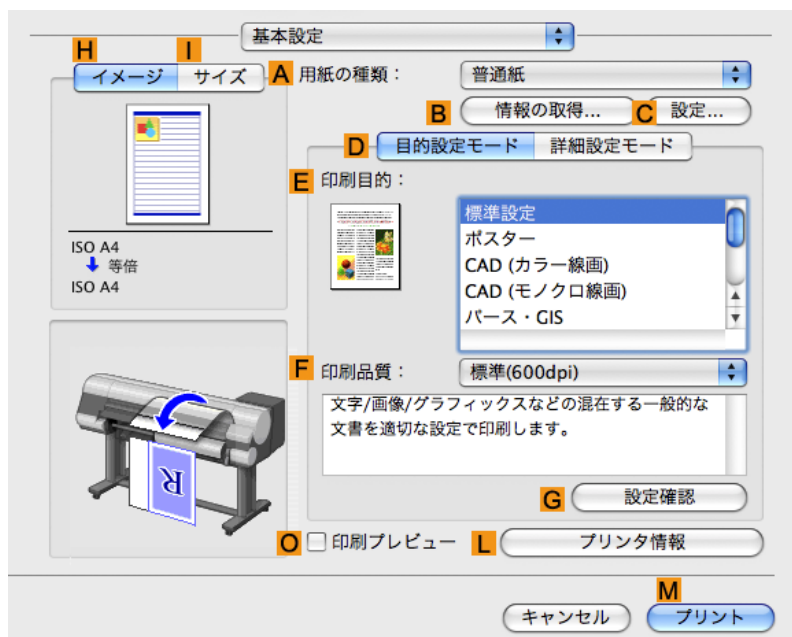 基本設定
H
I
イメージ
サイズ
A 用紙の種類：
普通紙
B 情報の取得...
C 設定...
D 目的設定モード
詳細設定モード
E 印刷目的：
標準設定
ポスター
CAD (カラー線画)
CAD (モノクロ線画)
パース・GIS
ISO A4
等倍
ISO A4
F 印刷品質：
標準(600dpi)
文字/画像/グラフィックスなどの混在する一般的な
文書を適切な設定で印刷します。
R
G 設定確認
O 印刷プレビュー
L プリンタ情報
M
キャンセル
プリント